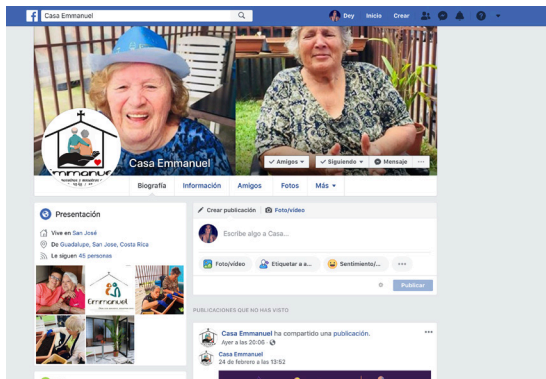 Casa Emmanuel
Dey
Inicio
Crear
Casa Emmanuel
Amigos
Siguiendo
Mensaje
Emmanuel
Biografía
Información
Amigos
Fotos
Más
Presentación
Vive en San José
De Guadalupe, San Jose, Costa Rica
Le siguen 45 personas
Emmanuel
Crear publicación
Foto/video
Escribe algo a Casa...
Foto/video
Etiquetar a a...
Sentimiento/...
Publicar
PUBLICACIONES QUE NO HAS VISTO
Casa Emmanuel ha compartido una publicación.
Ayer a las 20:06
Casa Emmanuel
24 de febrero a las 13:52